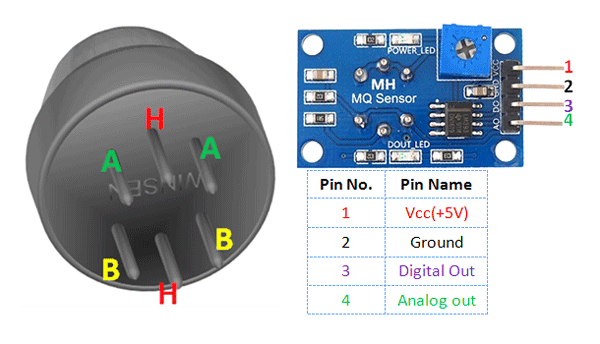 H
A
A
WINSEN
B
B
H
POWER_LED
MH
MQ Sensor
DOUT_LED
AO DO GND VCC
1
2
3
4
Pin No. Pin Name
1 Vcc(+5V)
2 Ground
3 Digital Out
4 Analog out